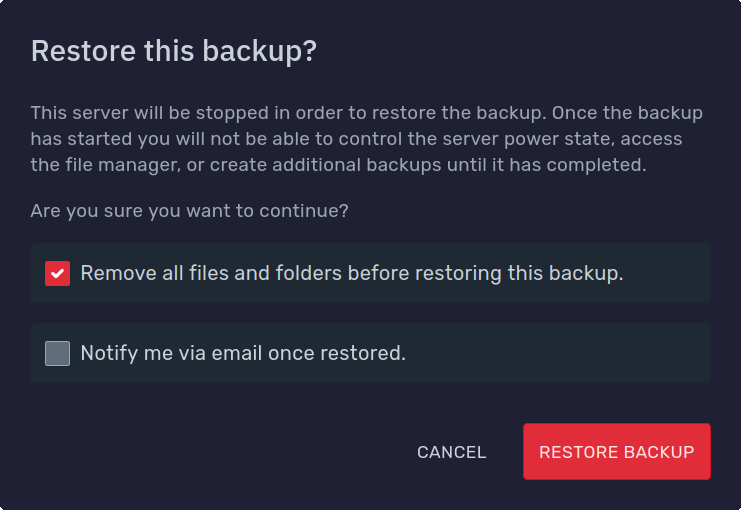 Restore this backup?
This server will be stopped in order to restore the backup. Once the backup
has started you will not be able to control the server power state, access
the file manager, or create additional backups until it has completed.
Are you sure you want to continue?
Remove all files and folders before restoring this backup.
Notify me via email once restored.
CANCEL
RESTORE BACKUP